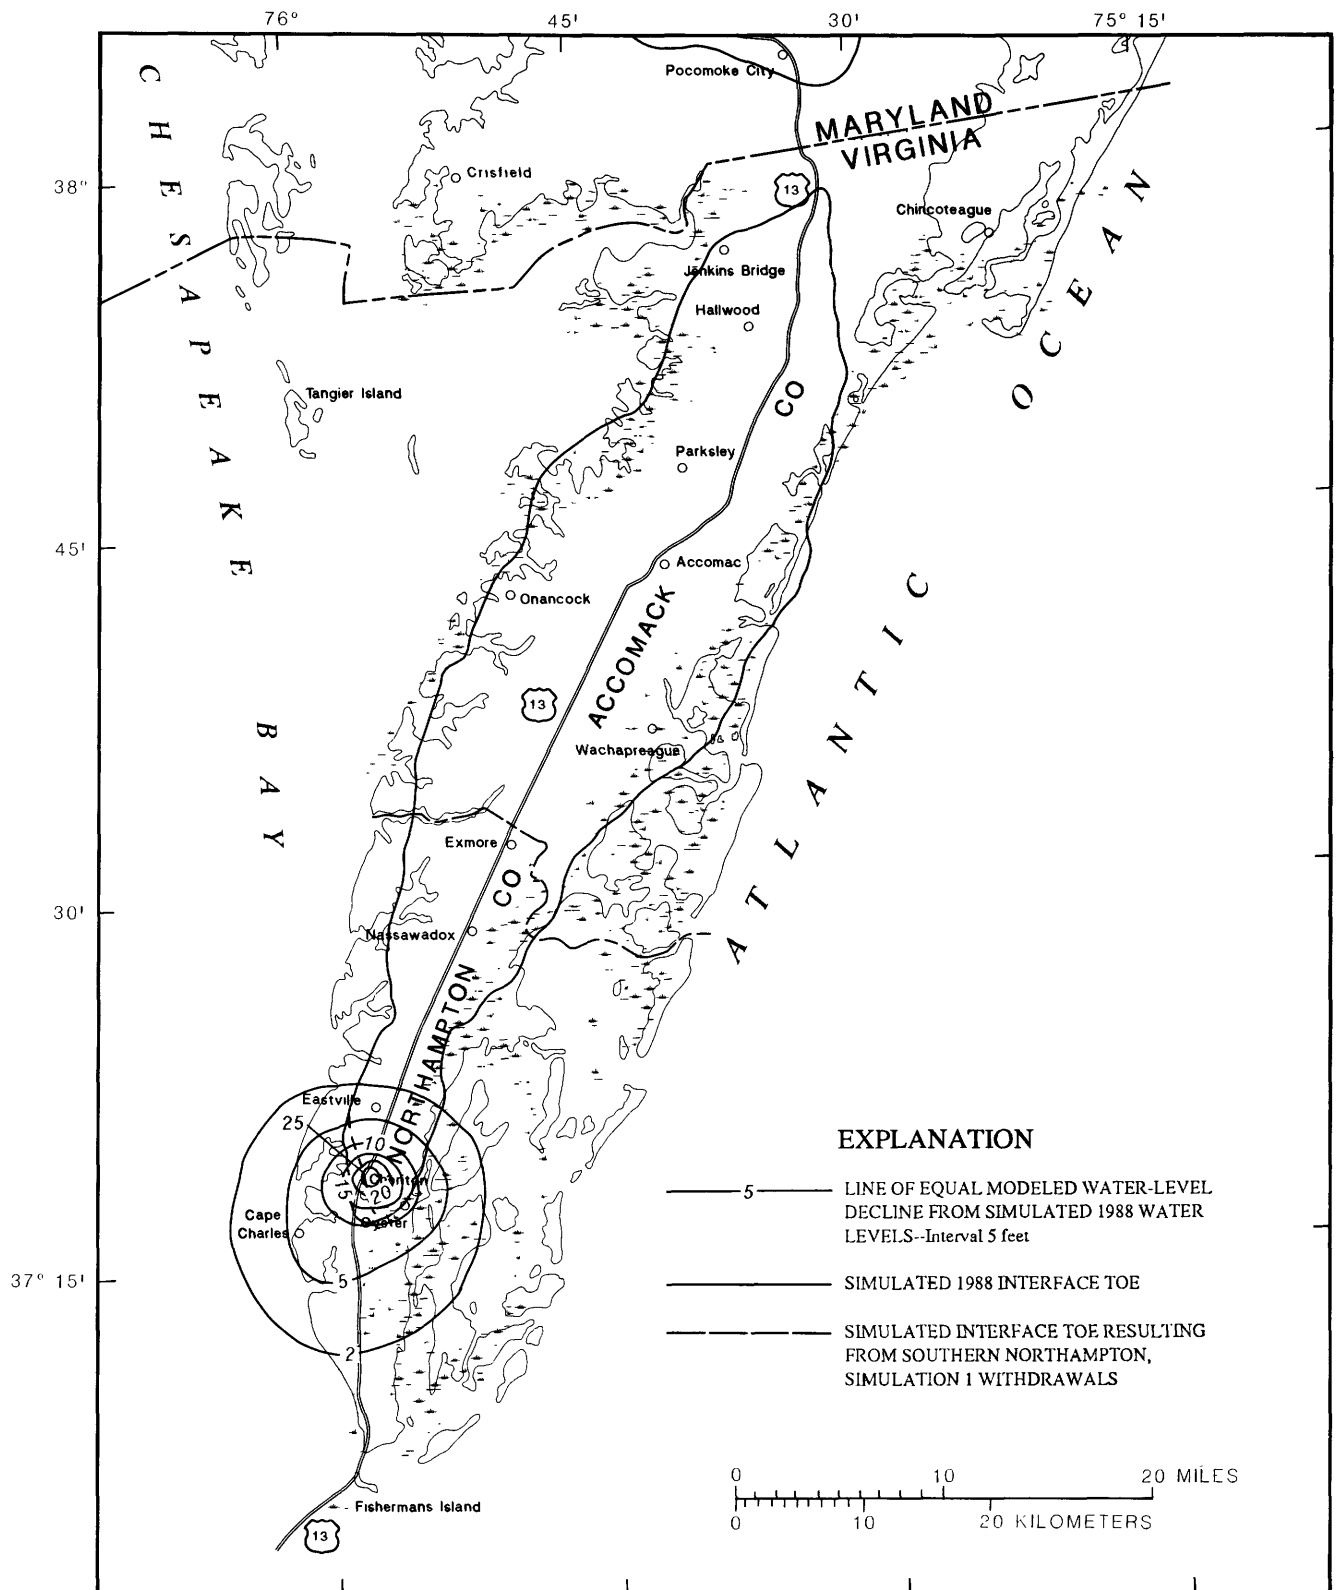 76°
45'
30'
75° 15'
Pocomoke City
MARYLAND
VIRGINIA
CHESAPEAKE
BAY
38"
Crisfield
13
Chincoteague
Jenkins Bridge
Hallwood
ATLANTIC
OCEAN
Tangier Island
CO
Parksley
45'
Accomac
Onancock
ACCOMACK
13
Wachapreague
Exmore
CO
30'
Nassawadox
NORTHAMPTON
Eastville
25
10
Cheriton
15
20
Oyster
Cape
Charles
5
37° 15'
2
Fishermans Island
13
EXPLANATION
5
LINE OF EQUAL MODELED WATER-LEVEL
DECLINE FROM SIMULATED 1988 WATER
LEVELS--Interval 5 feet
SIMULATED 1988 INTERFACE TOE
SIMULATED INTERFACE TOE RESULTING
FROM SOUTHERN NORTHAMPTON,
SIMULATION 1 WITHDRAWALS
0 10 20 MILES
0 10 20 KILOMETERS